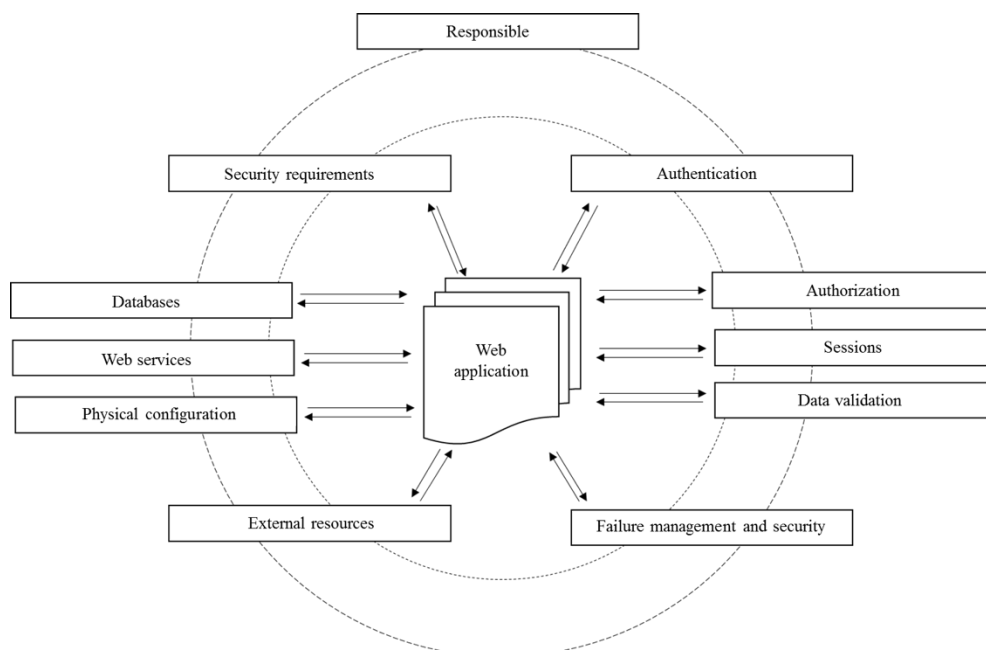 Responsible
Security requirements
Authentication
Databases
Authorization
Web services
Web
application
Sessions
Physical configuration
Data validation
External resources
Failure management and security